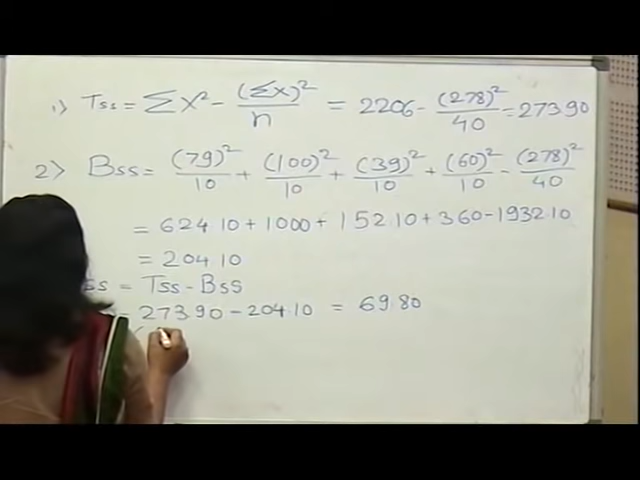 1) Tss = ΣX² - (ΣX)²/n = 2206 - (278)²/40 = 273.90
2> Bss = (79)²/10 + (100)²/10 + (39)²/10 + (60)²/10 - (278)²/40
= 624.10 + 1000 + 152.10 + 360 - 1932.10
= 204.10
ss = Tss - Bss
= 273.90 - 204.10 = 69.80